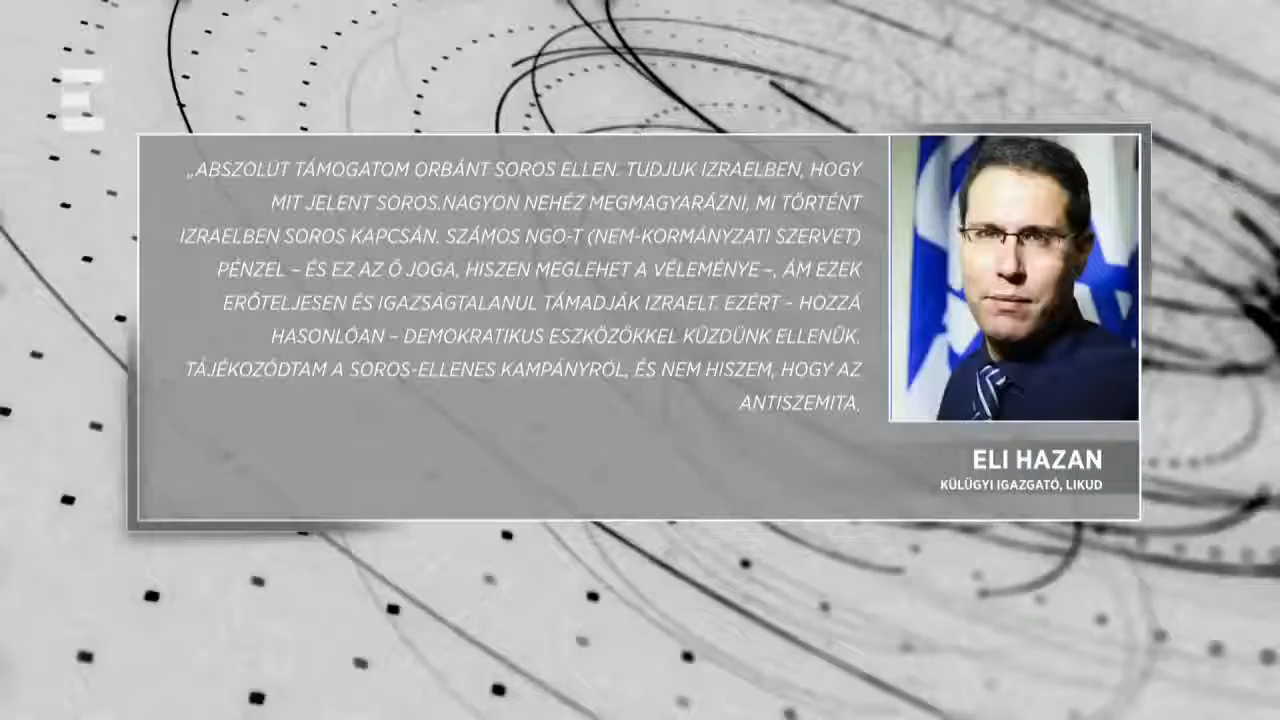 „ABSZOLÚT TÁMOGATOM ORBÁNT SOROS ELLEN. TUDJUK IZRAELBEN, HOGY
MIT JELENT SOROS.NAGYON NEHÉZ MEGMAGYARÁZNI, MI TÖRTÉNT
IZRAELBEN SOROS KAPCSÁN. SZÁMOS NGO-T (NEM-KORMÁNYZATI SZERVET)
PÉNZEL – ÉS EZ AZ Ő JOGA, HISZEN MEGLEHET A VÉLEMÉNYE –, ÁM EZEK
ERŐTELJESEN ÉS IGAZSÁGTALANUL TÁMADJÁK IZRAELT. EZÉRT - HOZZÁ
HASONLÓAN – DEMOKRATIKUS ESZKÖZÖKKEL KÜZDÜNK ELLENÜK.
TÁJÉKOZÓDTAM A SOROS-ELLENES KAMPÁNYRÓL, ÉS NEM HISZEM, HOGY AZ
ANTISZEMITA.
ELI HAZAN
KÜLÜGYI IGAZGATÓ, LIKUD